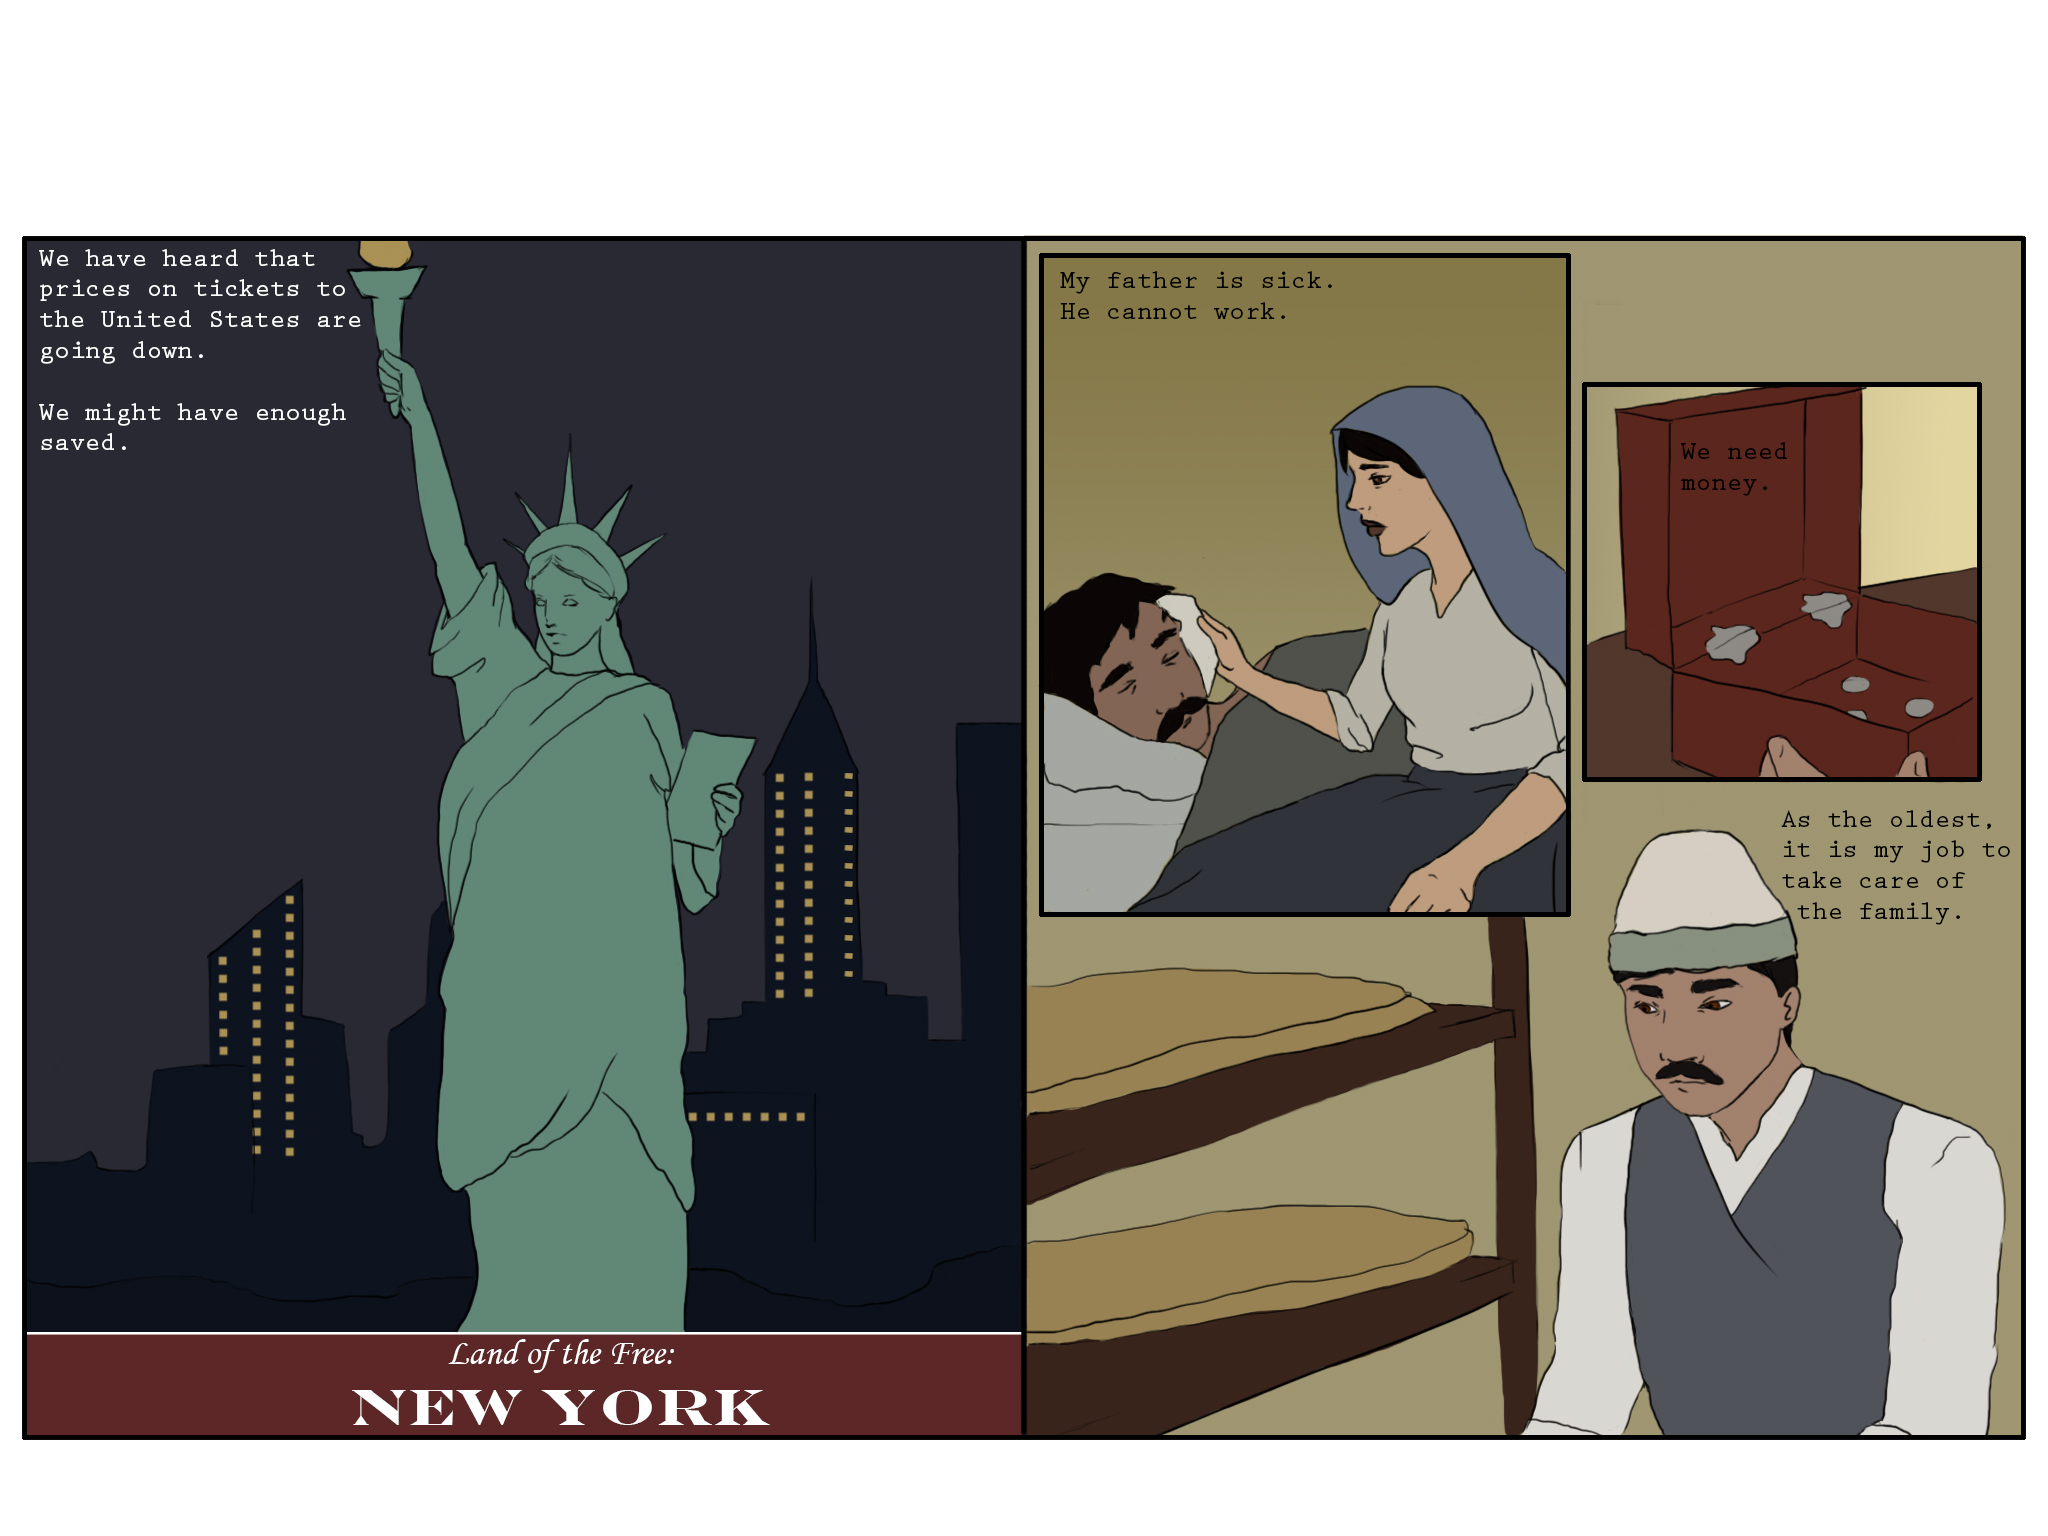 We have heard that
prices on tickets to
the United States are
going down.
We might have enough
saved.
Land of the Free:
NEW YORK
My father is sick.
He cannot work.
We need
money.
As the oldest,
it is my job to
take care of
the family.